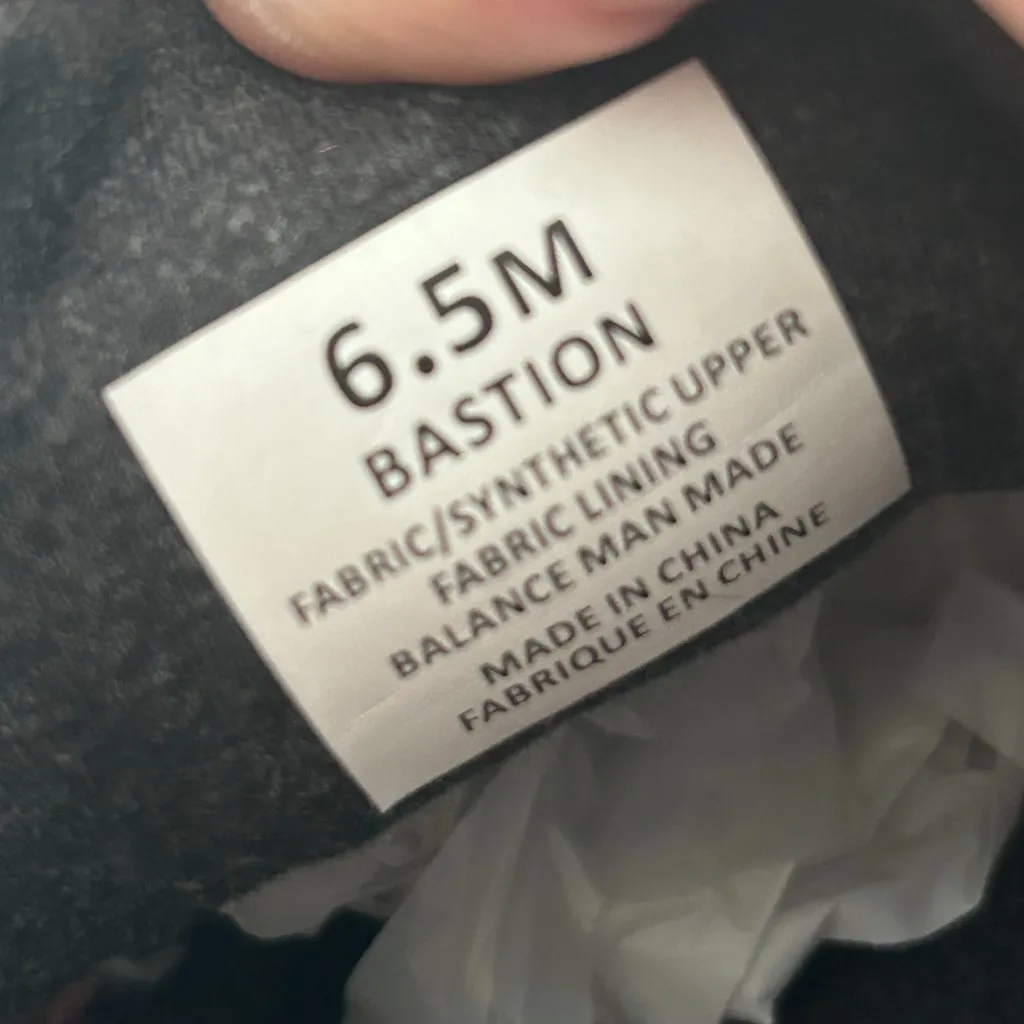 6.5M
BASTION
FABRIC/SYNTHETIC UPPER
FABRIC LINING
BALANCE MAN MADE
MADE IN CHINA
FABRIQUE EN CHINE